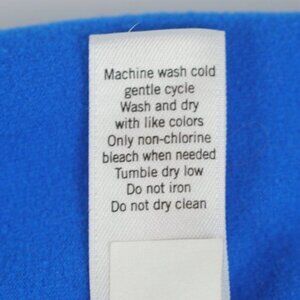 Machine wash cold
gentle cycle
Wash and dry
with like colors
Only non-chlorine
bleach when needed
Tumble dry low
Do not iron
Do not dry clean